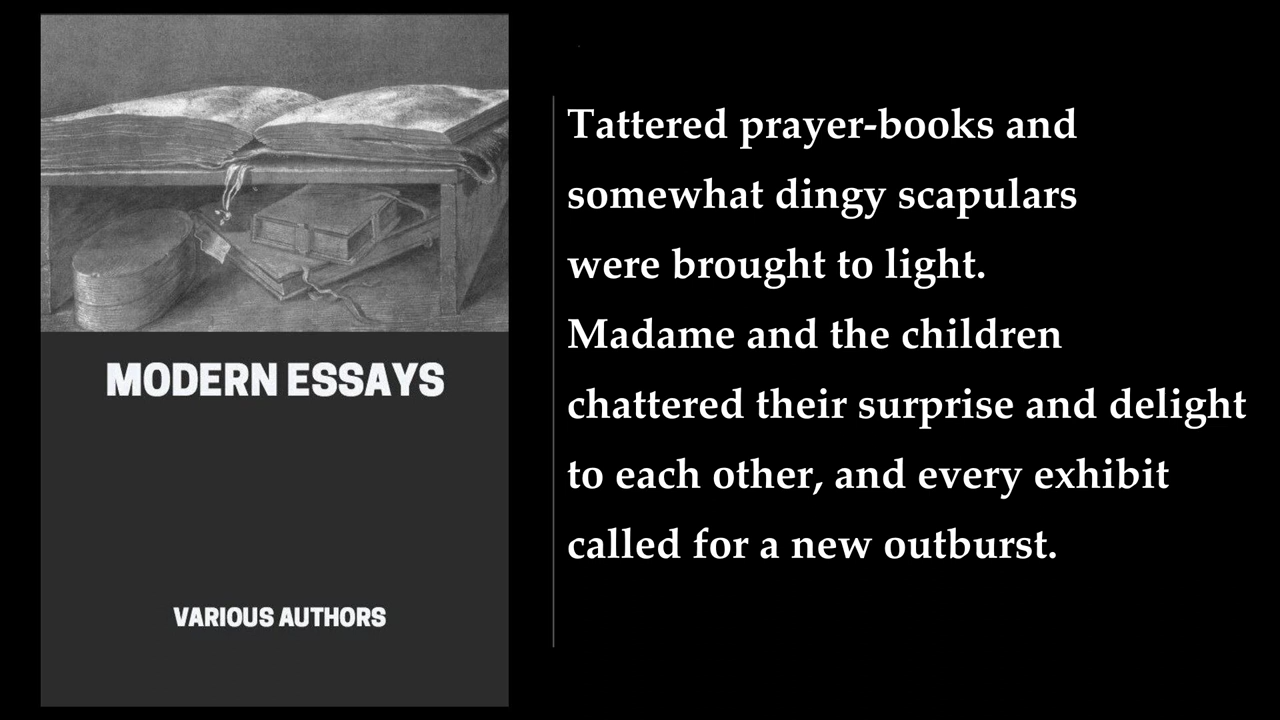 MODERN ESSAYS
VARIOUS AUTHORS
Tattered prayer-books and
somewhat dingy scapulars
were brought to light.
Madame and the children
chattered their surprise and delight
to each other, and every exhibit
called for a new outburst.